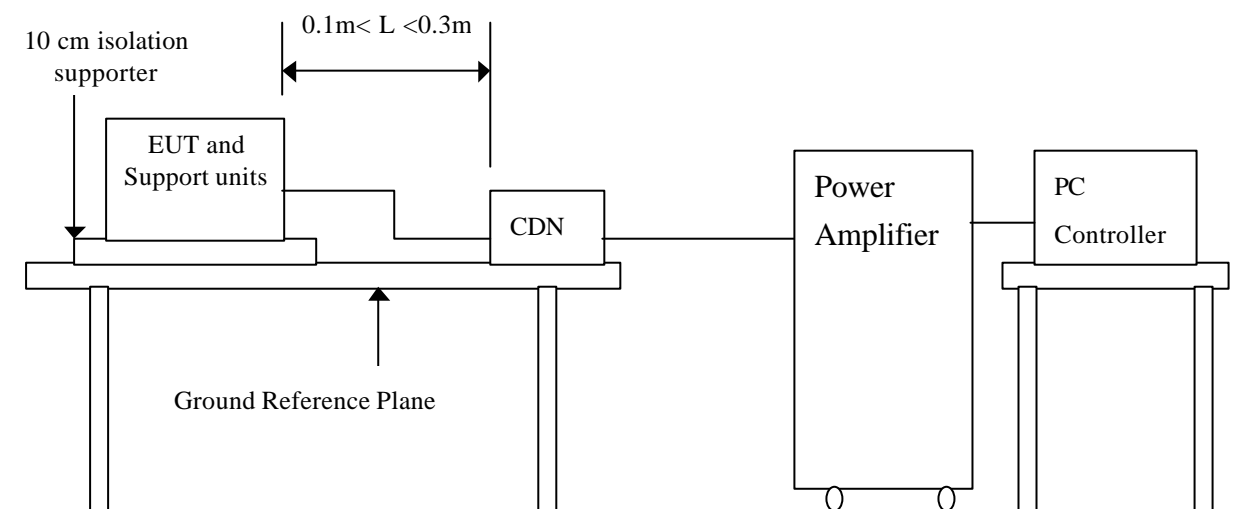 0.1m< L <0.3m
10 cm isolation
supporter
EUT and
Support units
CDN
Power
Amplifier
PC
Controller
Ground Reference Plane